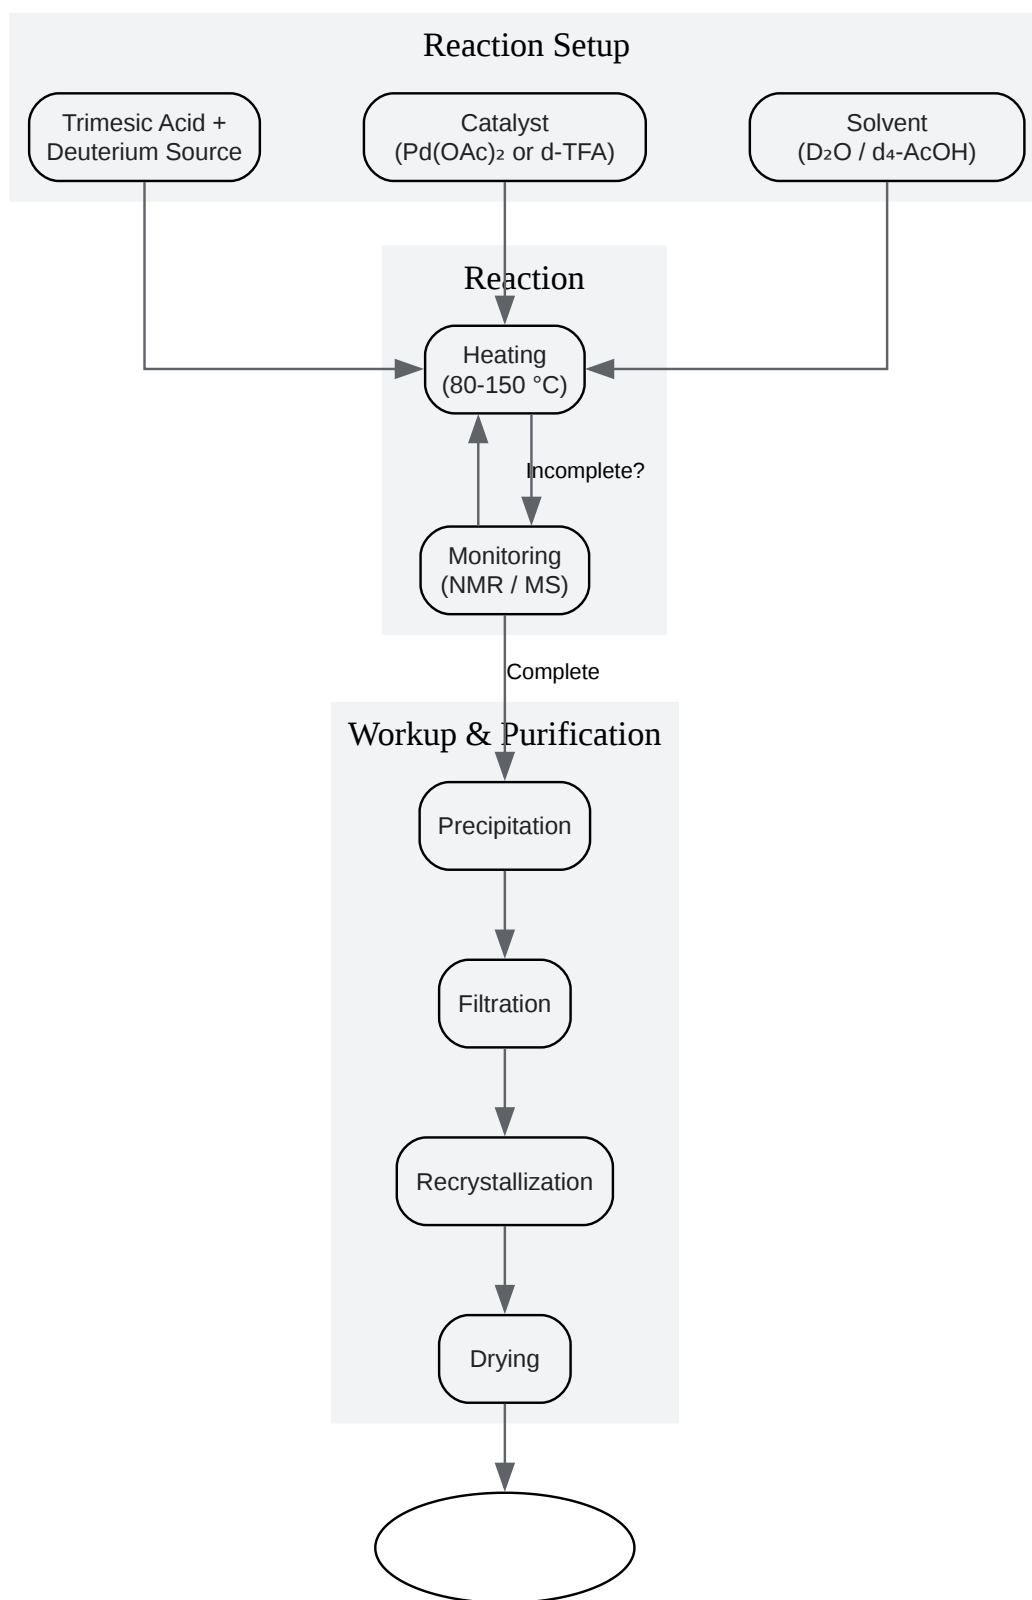 Reaction Setup
Trimesic Acid +
Deuterium Source
Catalyst
(Pd(OAc)₂ or d-TFA)
Solvent
(D₂O / d₄-AcOH)
Reaction
Heating
(80-150 °C)
Incomplete?
Monitoring
(NMR / MS)
Complete
Workup & Purification
Precipitation
Filtration
Recrystallization
Drying